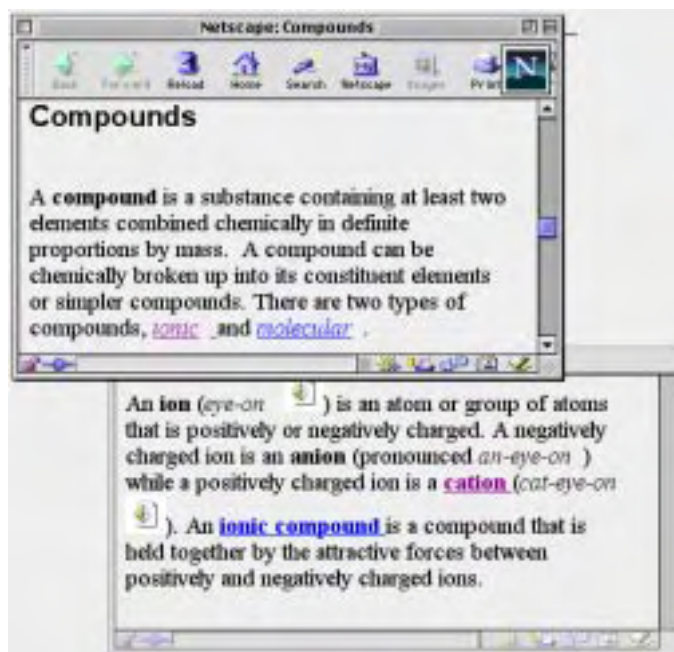 Netscape: Compounds
Back Forward Reload Home Search Netscape Images Print N
Compounds
A compound is a substance containing at least two
elements combined chemically in definite
proportions by mass. A compound can be
chemically broken up into its constituent elements
or simpler compounds. There are two types of
compounds, ionic and molecular .
An ion (eye-on ) is an atom or group of atoms
that is positively or negatively charged. A negatively
charged ion is an anion (pronounced an-eye-on )
while a positively charged ion is a cation (cat-eye-on
). An ionic compound is a compound that is
held together by the attractive forces between
positively and negatively charged ions.